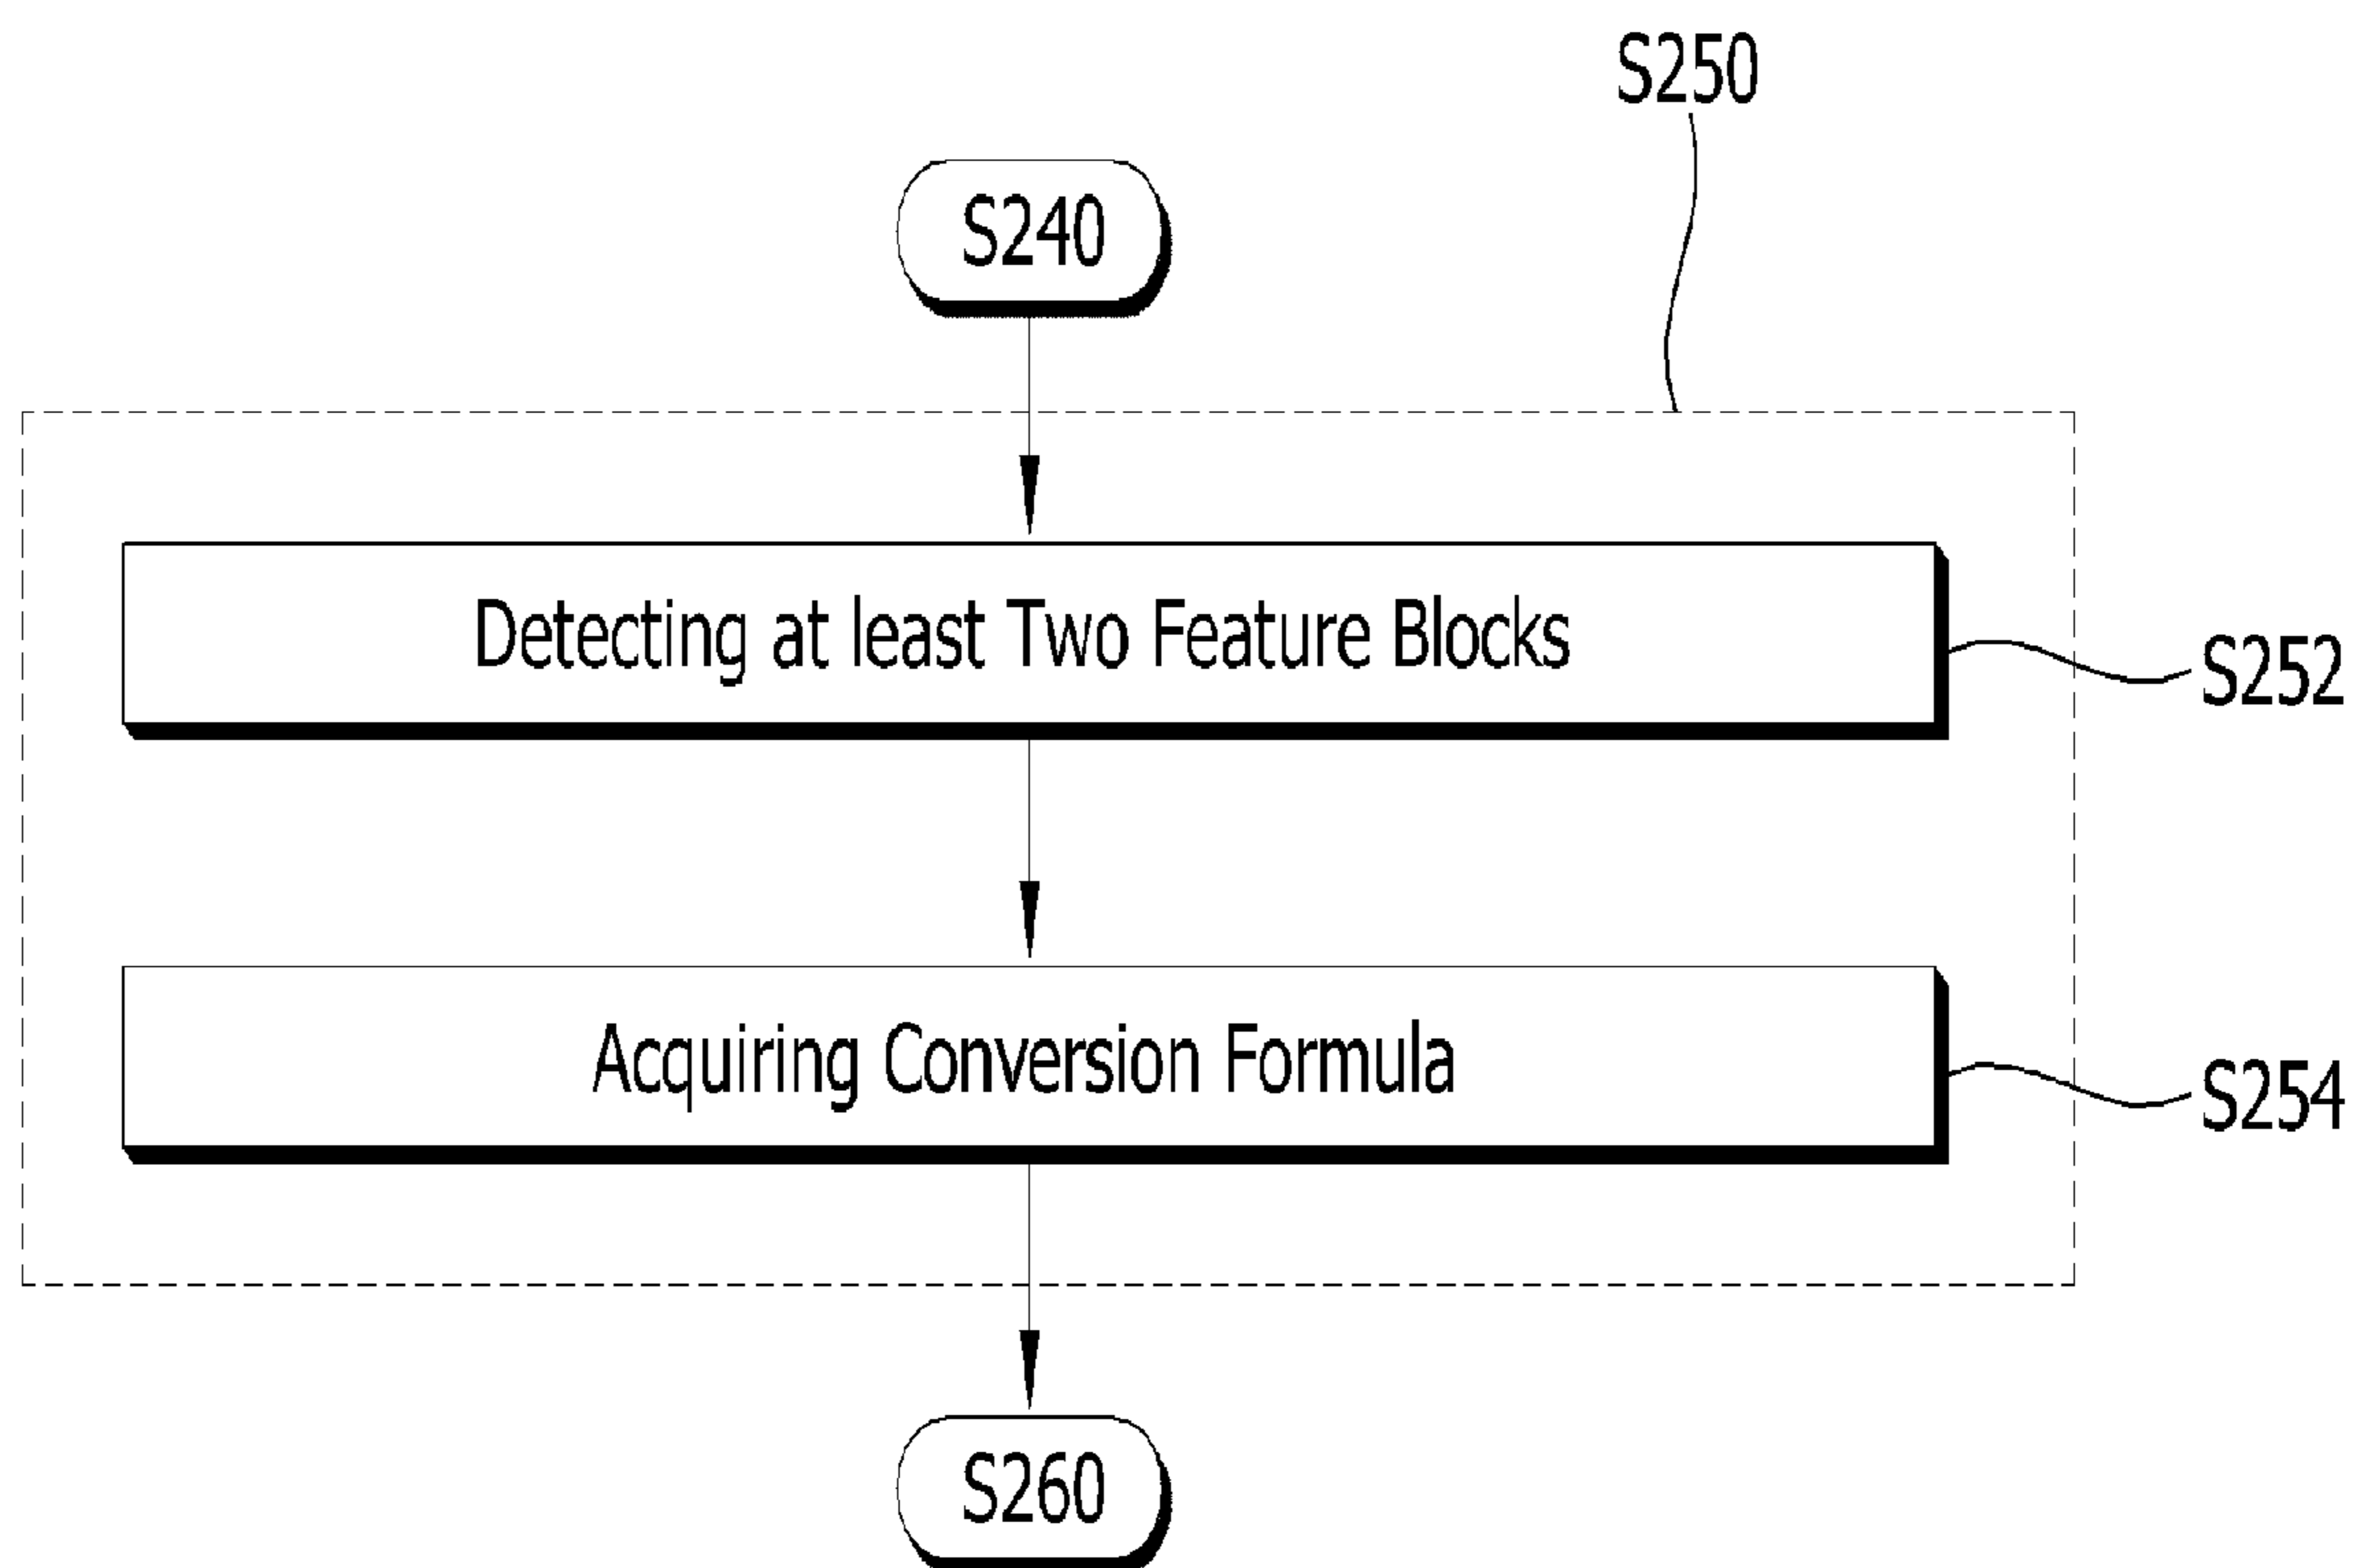 S250
S240
Detecting at least Two Feature Blocks
S252
Acquiring Conversion Formula
S254
S260